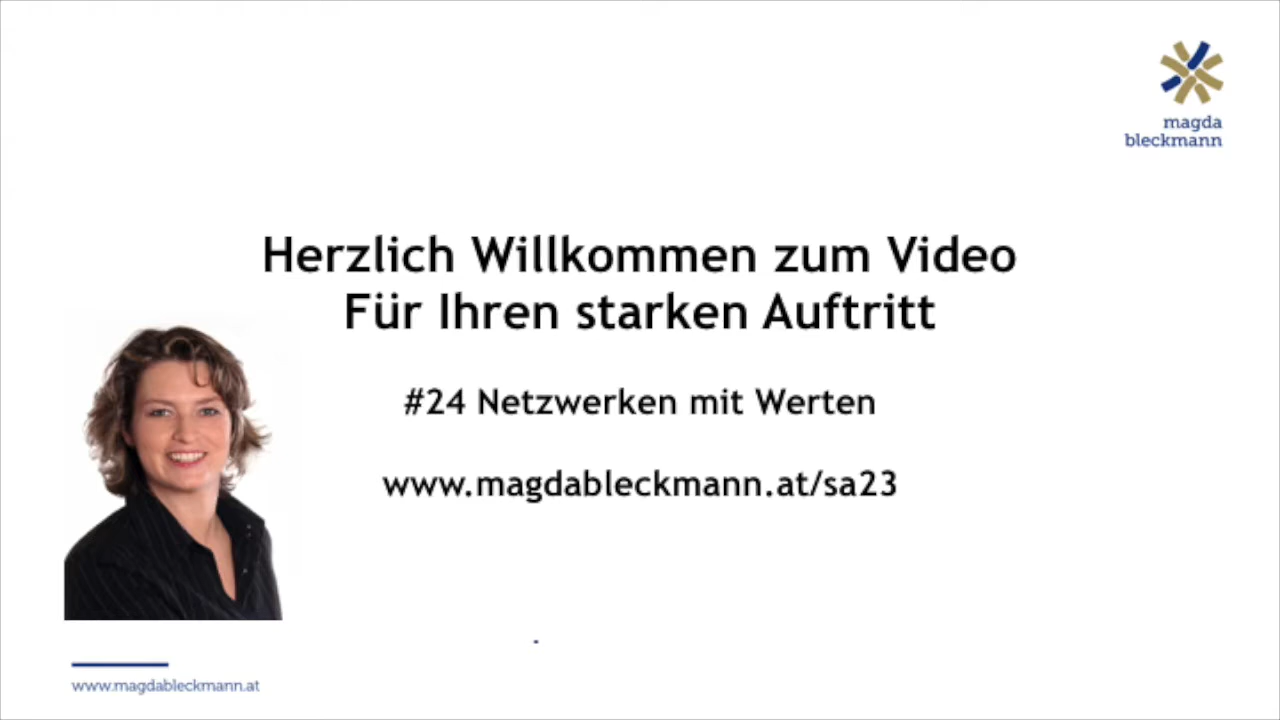 magda
bleckmann
Herzlich Willkommen zum Video
Für Ihren starken Auftritt
#24 Netzwerken mit Werten
www.magdableckmann.at/sa23
www.magdableckmann.at